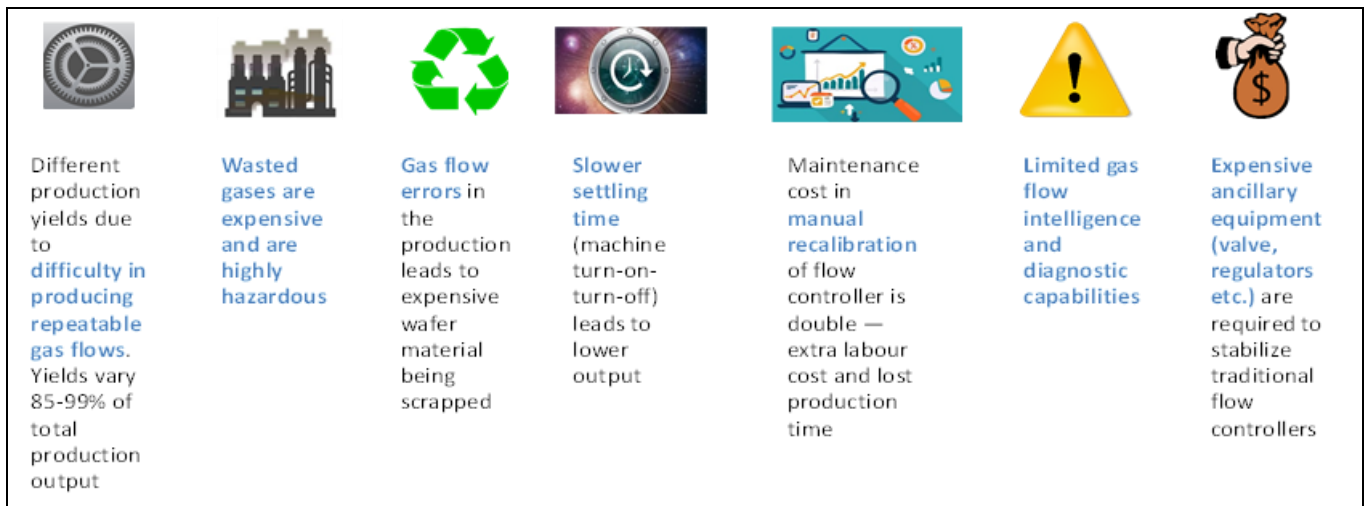 Different
production
yields due
to
difficulty in
producing
repeatable
gas flows.
Yields vary
85-99% of
total
production
output
Wasted
gases are
expensive
and are
highly
hazardous
Gas flow
errors in
the
production
leads to
expensive
wafer
material
being
scrapped
Slower
settling
time
(machine
turn-on-
turn-off)
leads to
lower
output
Maintenance
cost in
manual
recalibration
of flow
controller is
double —
extra labour
cost and lost
production
time
Limited gas
flow
intelligence
and
diagnostic
capabilities
$
Expensive
ancillary
equipment
(valve,
regulators
etc.) are
required to
stabilize
traditional
flow
controllers